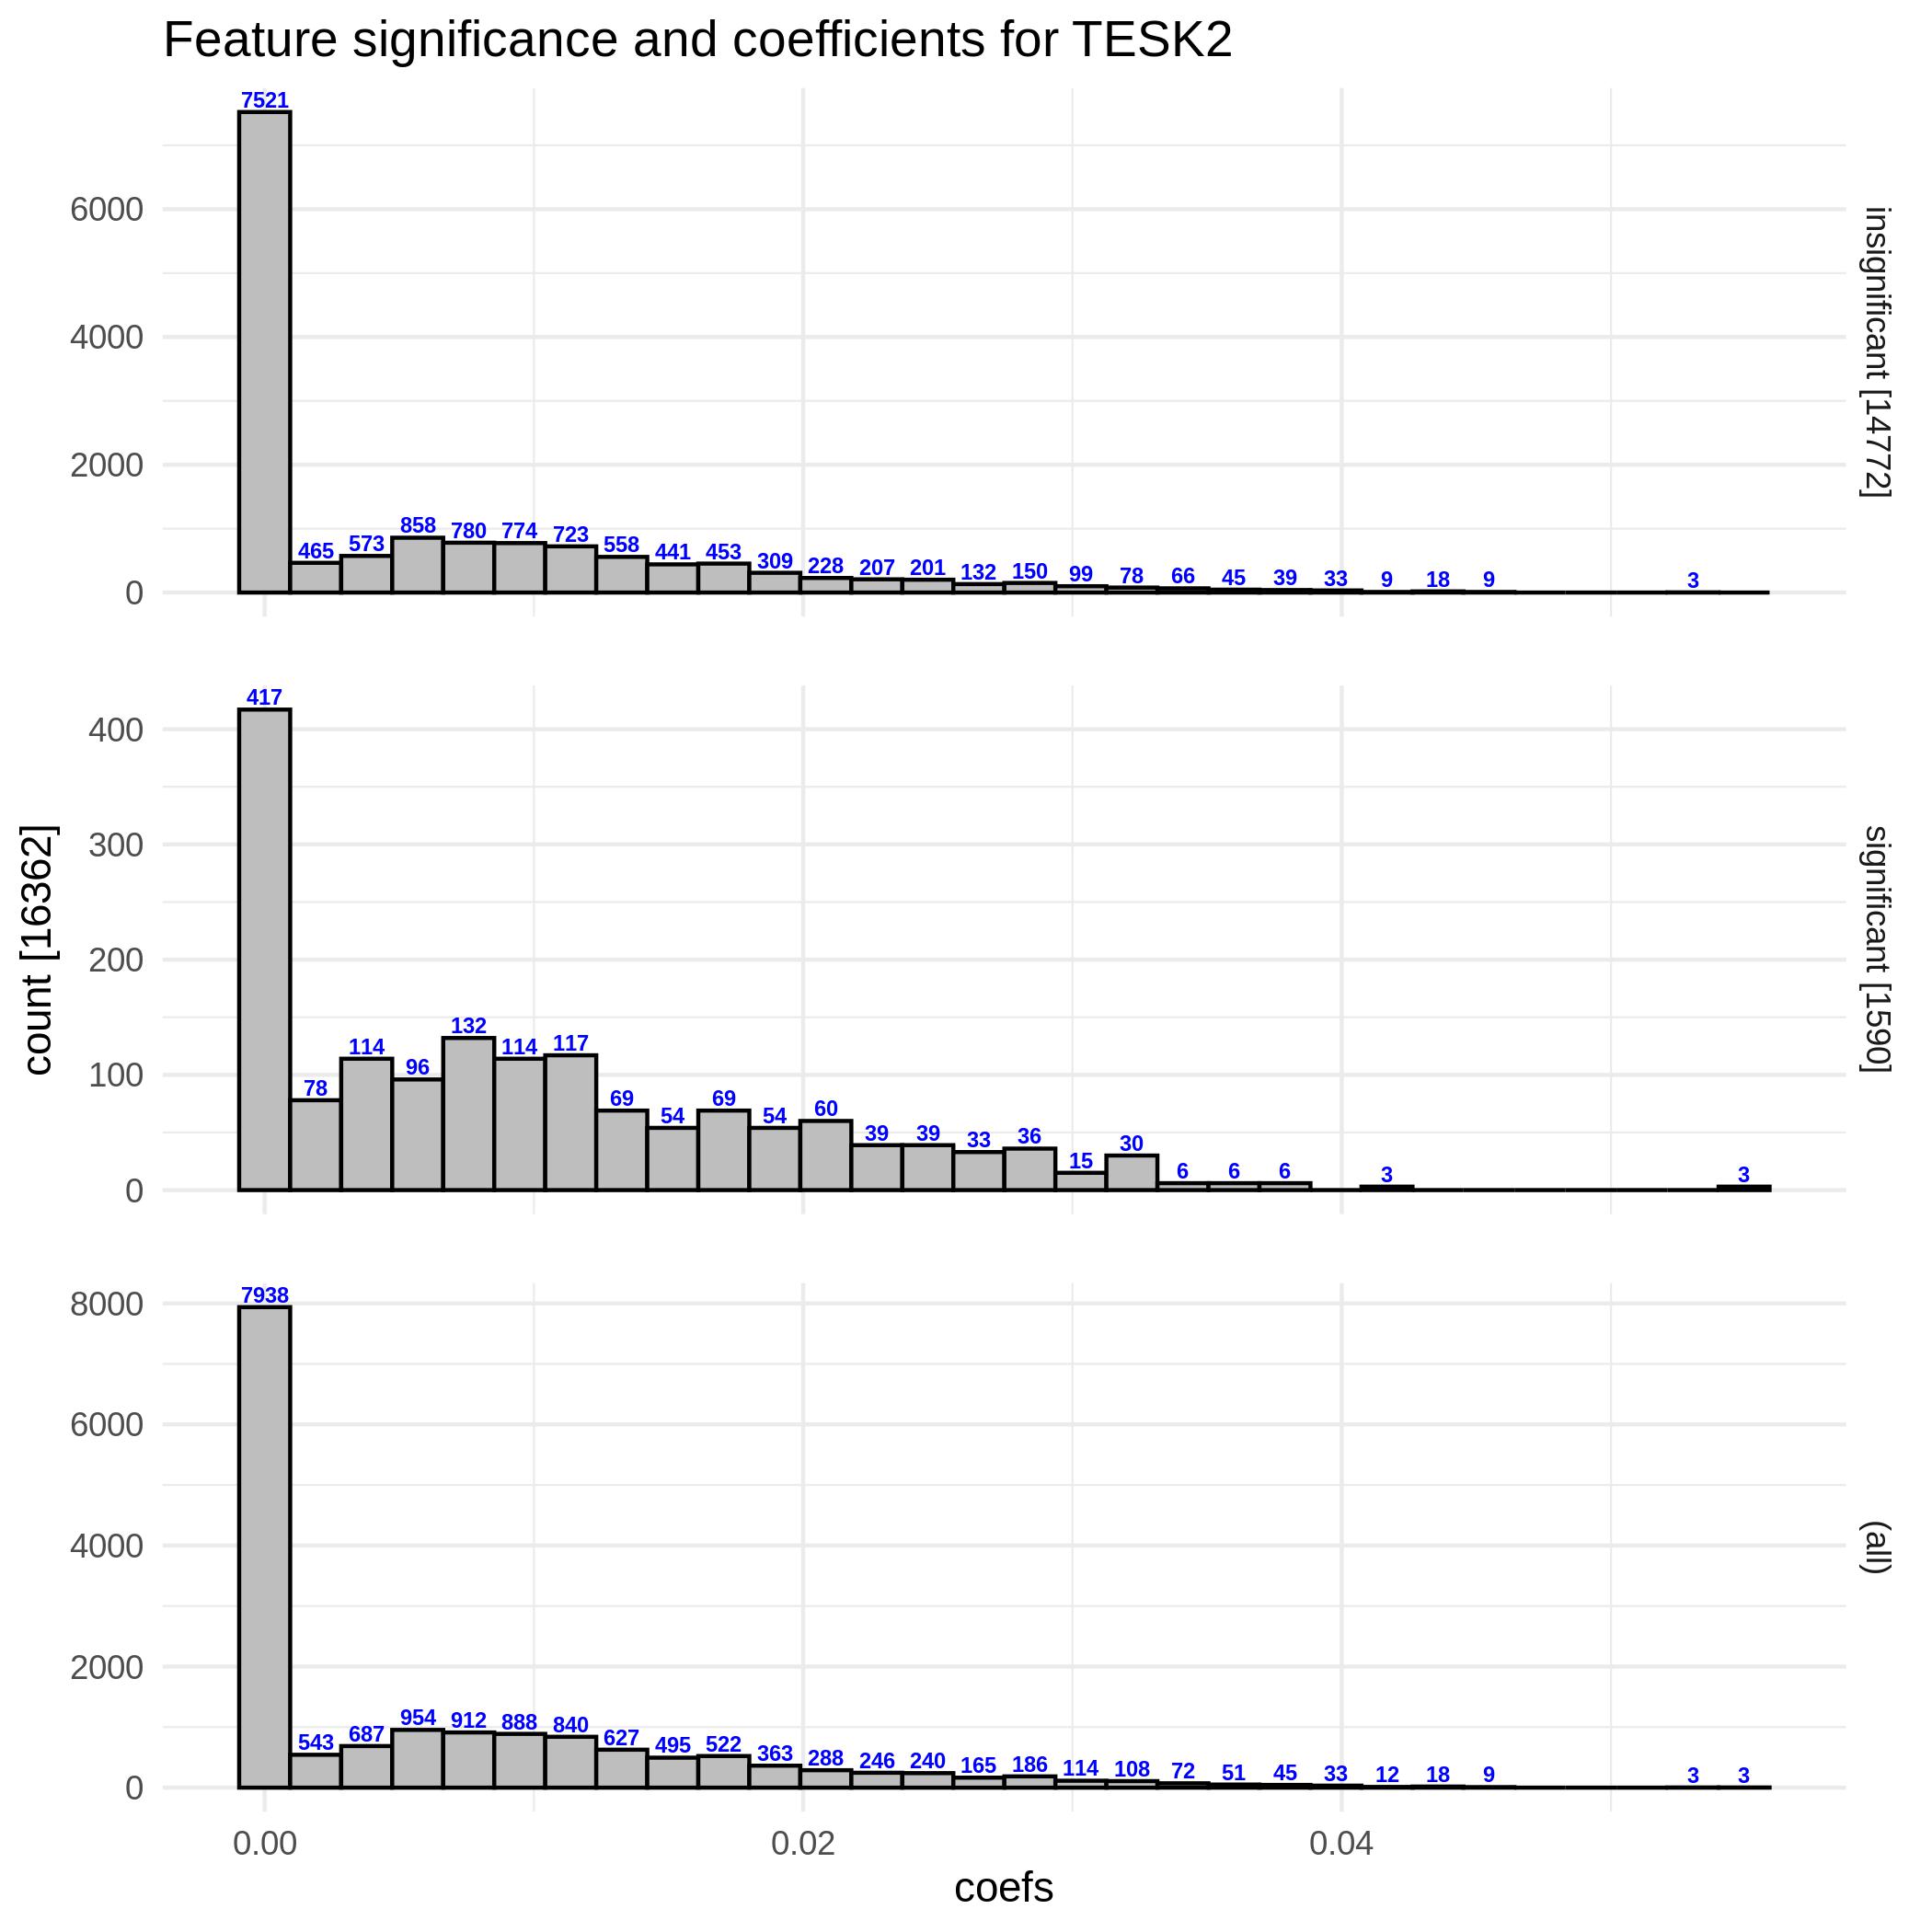 Feature significance and coefficients for TESK2
7521
465 573 858 780 774 723 558 441 453 309 228 207 201 132 150 99 78 66 45 39 33 9 18 9 3
6000
4000
2000
0
insignificant [14772]
417
78 114 96 132 114 117 69 54 69 54 60 39 39 33 36 15 30 6 6 6 3 3
400
300
200
100
0
significant [1590]
count [16362]
7938
543 687 954 912 888 840 627 495 522 363 288 246 240 165 186 114 108 72 51 45 33 12 18 9 3 3
8000
6000
4000
2000
0
(all)
0.00 0.02 0.04
coefs